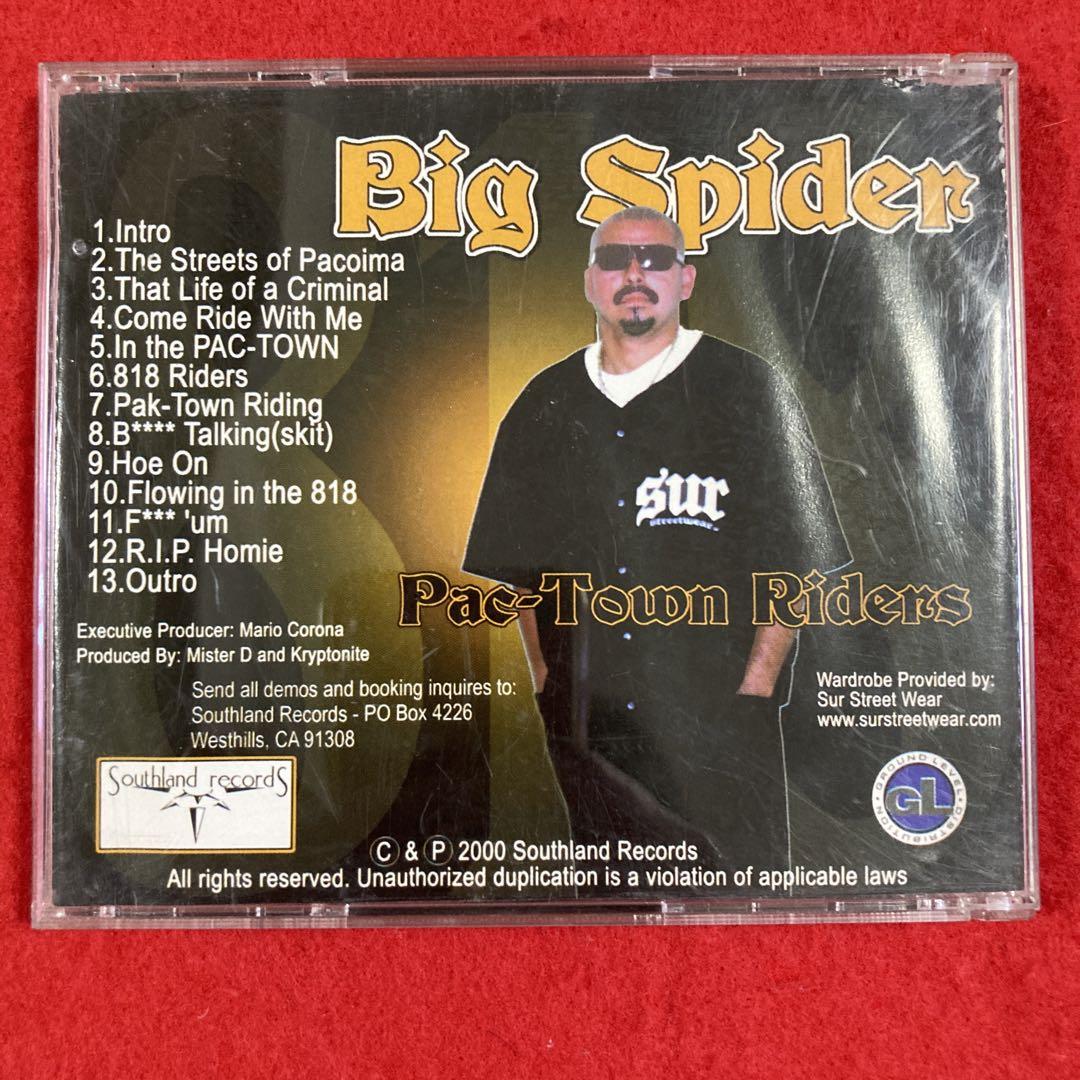 Big Spider
1.Intro
2.The Streets of Pacoima
3.That Life of a Criminal
4.Come Ride With Me
5.In the PAC-TOWN
6.818 Riders
7.Pak-Town Riding
8.B**** Talking(skit)
9.Hoe On
10.Flowing in the 818
11.F*** 'um
12.R.I.P. Homie
13.Outro
sur
streetwear
Pac-Town Riders
Executive Producer: Mario Corona
Produced By: Mister D and Kryptonite
Send all demos and booking inquires to:
Southland Records - PO Box 4226
Westhills, CA 91308
Wardrobe Provided by:
Sur Street Wear
www.surstreetwear.com
Southland records
GROUND LEVEL
GL
DISTRIBUTION
C & P 2000 Southland Records
All rights reserved. Unauthorized duplication is a violation of applicable laws